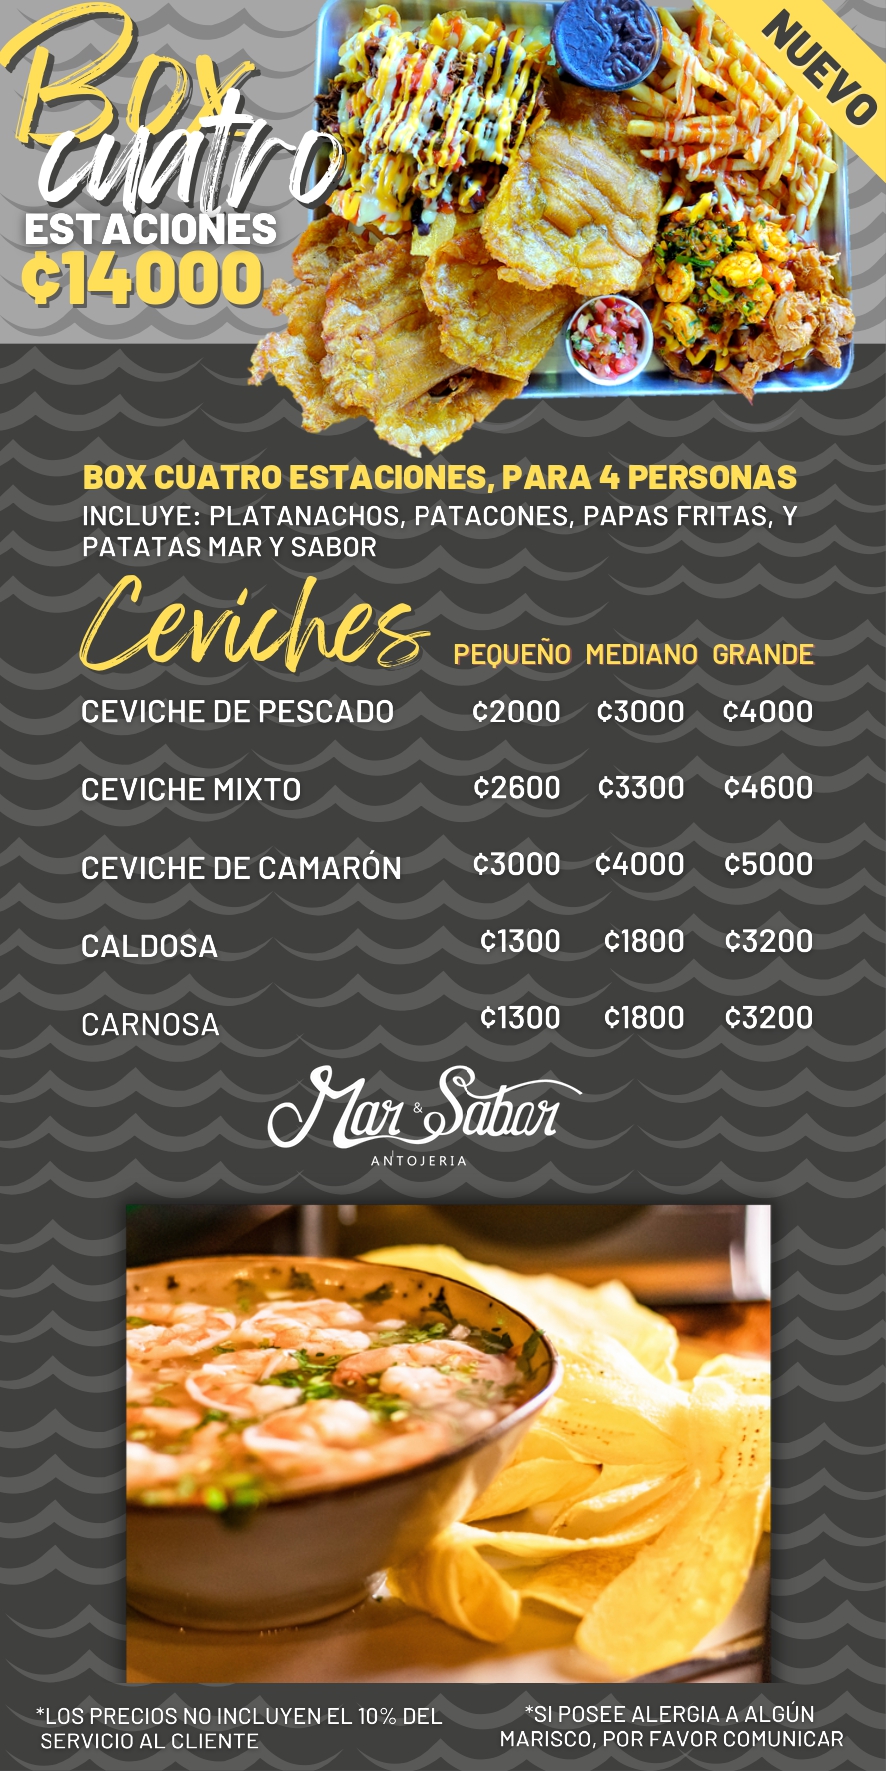 Box
cuatro
ESTACIONES
₡14000
NUEVO
BOX CUATRO ESTACIONES, PARA 4 PERSONAS
INCLUYE: PLATANACHOS, PATACONES, PAPAS FRITAS, Y
PATATAS MAR Y SABOR
Ceviches PEQUEÑO MEDIANO GRANDE
CEVICHE DE PESCADO ¢2000 ¢3000 ¢4000
CEVICHE MIXTO ¢2600 ¢3300 ¢4600
CEVICHE DE CAMARÓN ¢3000 ¢4000 ¢5000
CALDOSA ¢1300 ¢1800 ¢3200
CARNOSA ¢1300 ¢1800 ¢3200
Mar & Sabor
ANTOJERIA
*LOS PRECIOS NO INCLUYEN EL 10% DEL
SERVICIO AL CLIENTE
*SI POSEE ALERGIA A ALGÚN
MARISCO, POR FAVOR COMUNICAR